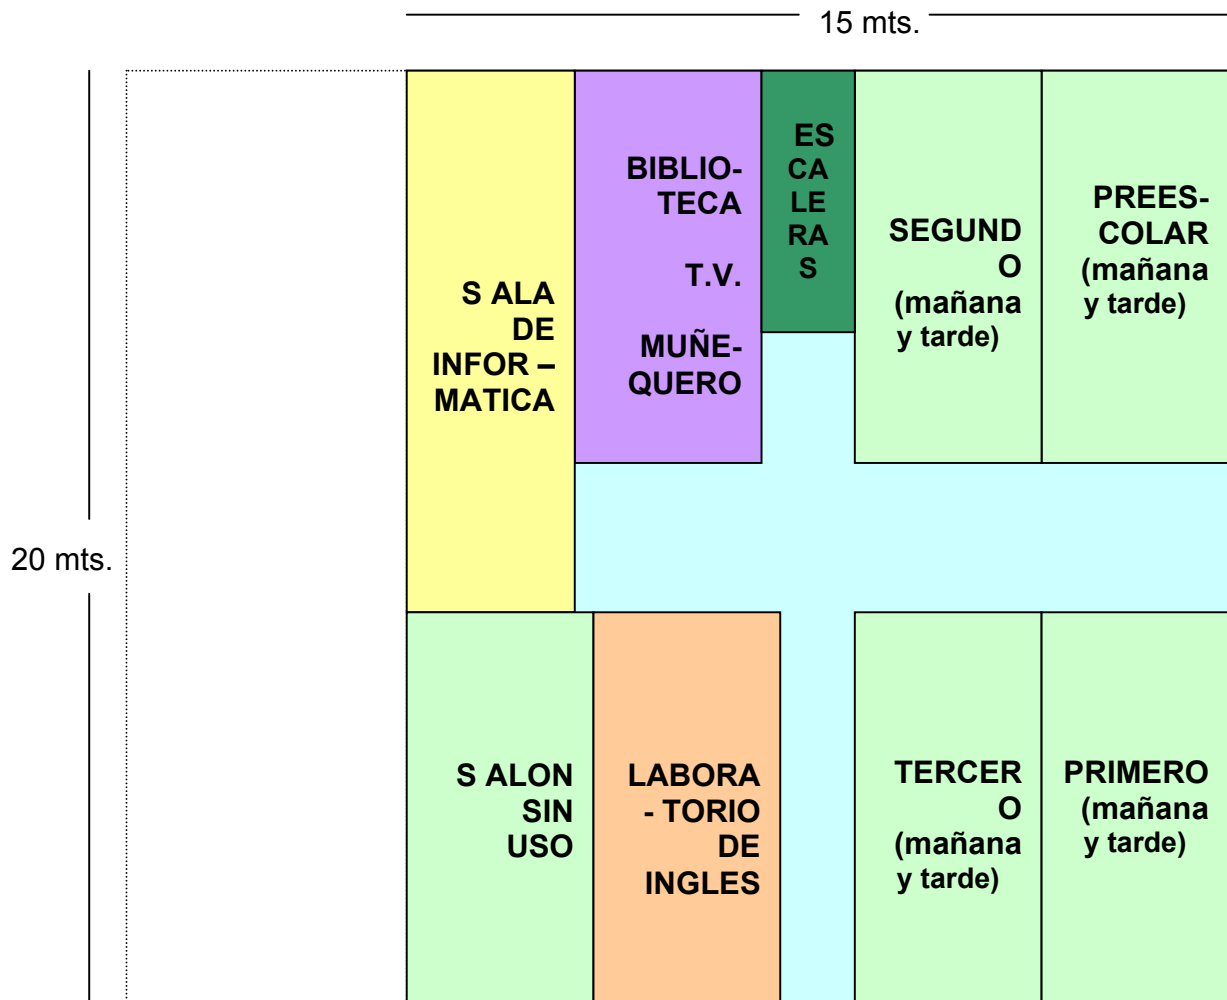 15 mts.
20 mts.
S ALA
DE
INFOR –
MATICA
BIBLIO-
TECA
T.V.
MUÑE-
QUERO
ES
CA
LE
RA
S
SEGUND
O
(mañana
y tarde)
PREES-
COLAR
(mañana
y tarde)
S ALON
SIN
USO
LABORA
- TORIO
DE
INGLES
TERCER
O
(mañana
y tarde)
PRIMERO
(mañana
y tarde)